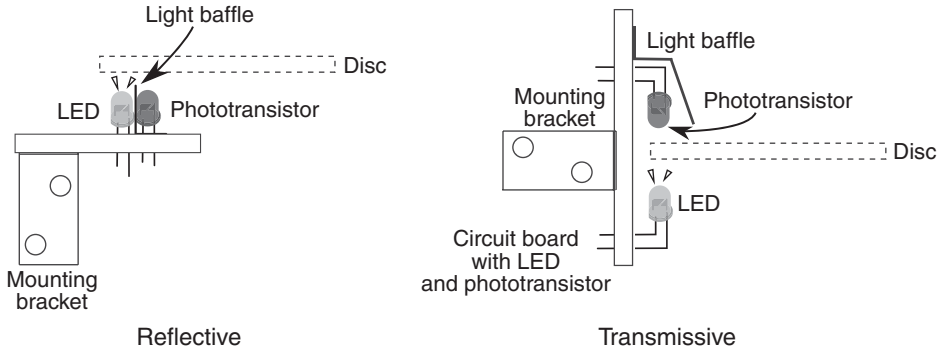 Light baffle
Disc
LED
Phototransistor
Mounting
bracket
Reflective
Light baffle
Mounting
bracket
Phototransistor
Disc
LED
Circuit board
with LED
and phototransistor
Transmissive